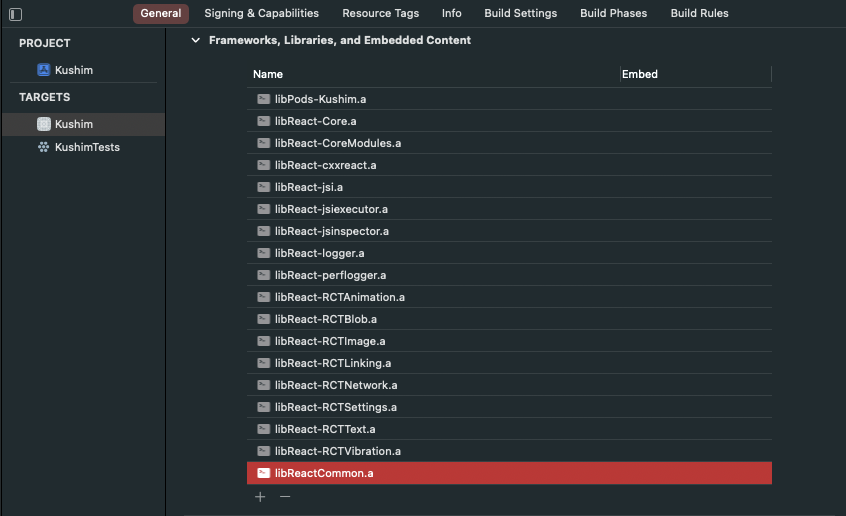 General Signing & Capabilities Resource Tags Info Build Settings Build Phases Build Rules
PROJECT
Kushim
TARGETS
Kushim
KushimTests
Frameworks, Libraries, and Embedded Content
Name Embed
libPods-Kushim.a
libReact-Core.a
libReact-CoreModules.a
libReact-cxxreact.a
libReact-jsi.a
libReact-jsiexecutor.a
libReact-jsinspector.a
libReact-logger.a
libReact-perflogger.a
libReact-RCTAnimation.a
libReact-RCTBlob.a
libReact-RCTImage.a
libReact-RCTLinking.a
libReact-RCTNetwork.a
libReact-RCTSettings.a
libReact-RCTText.a
libReact-RCTVibration.a
libReactCommon.a